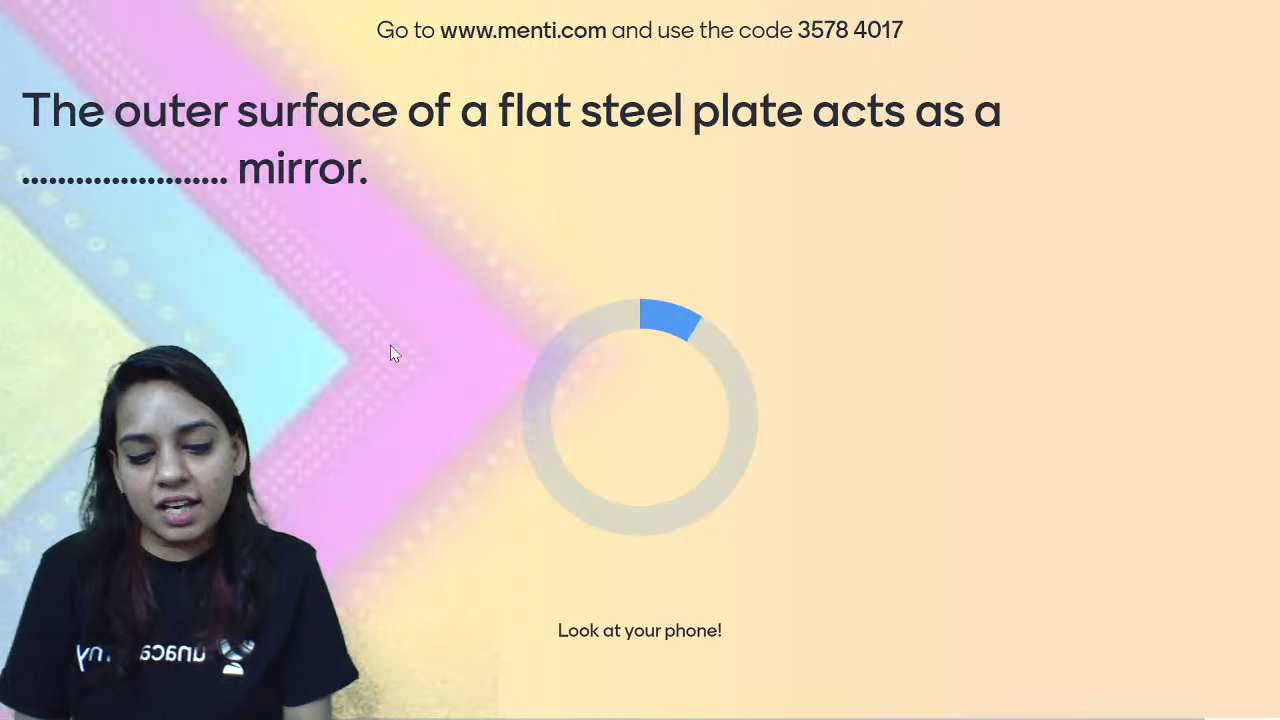 Go to www.menti.com and use the code 3578 4017
The outer surface of a flat steel plate acts as a
....................... mirror.
Look at your phone!
unacademy